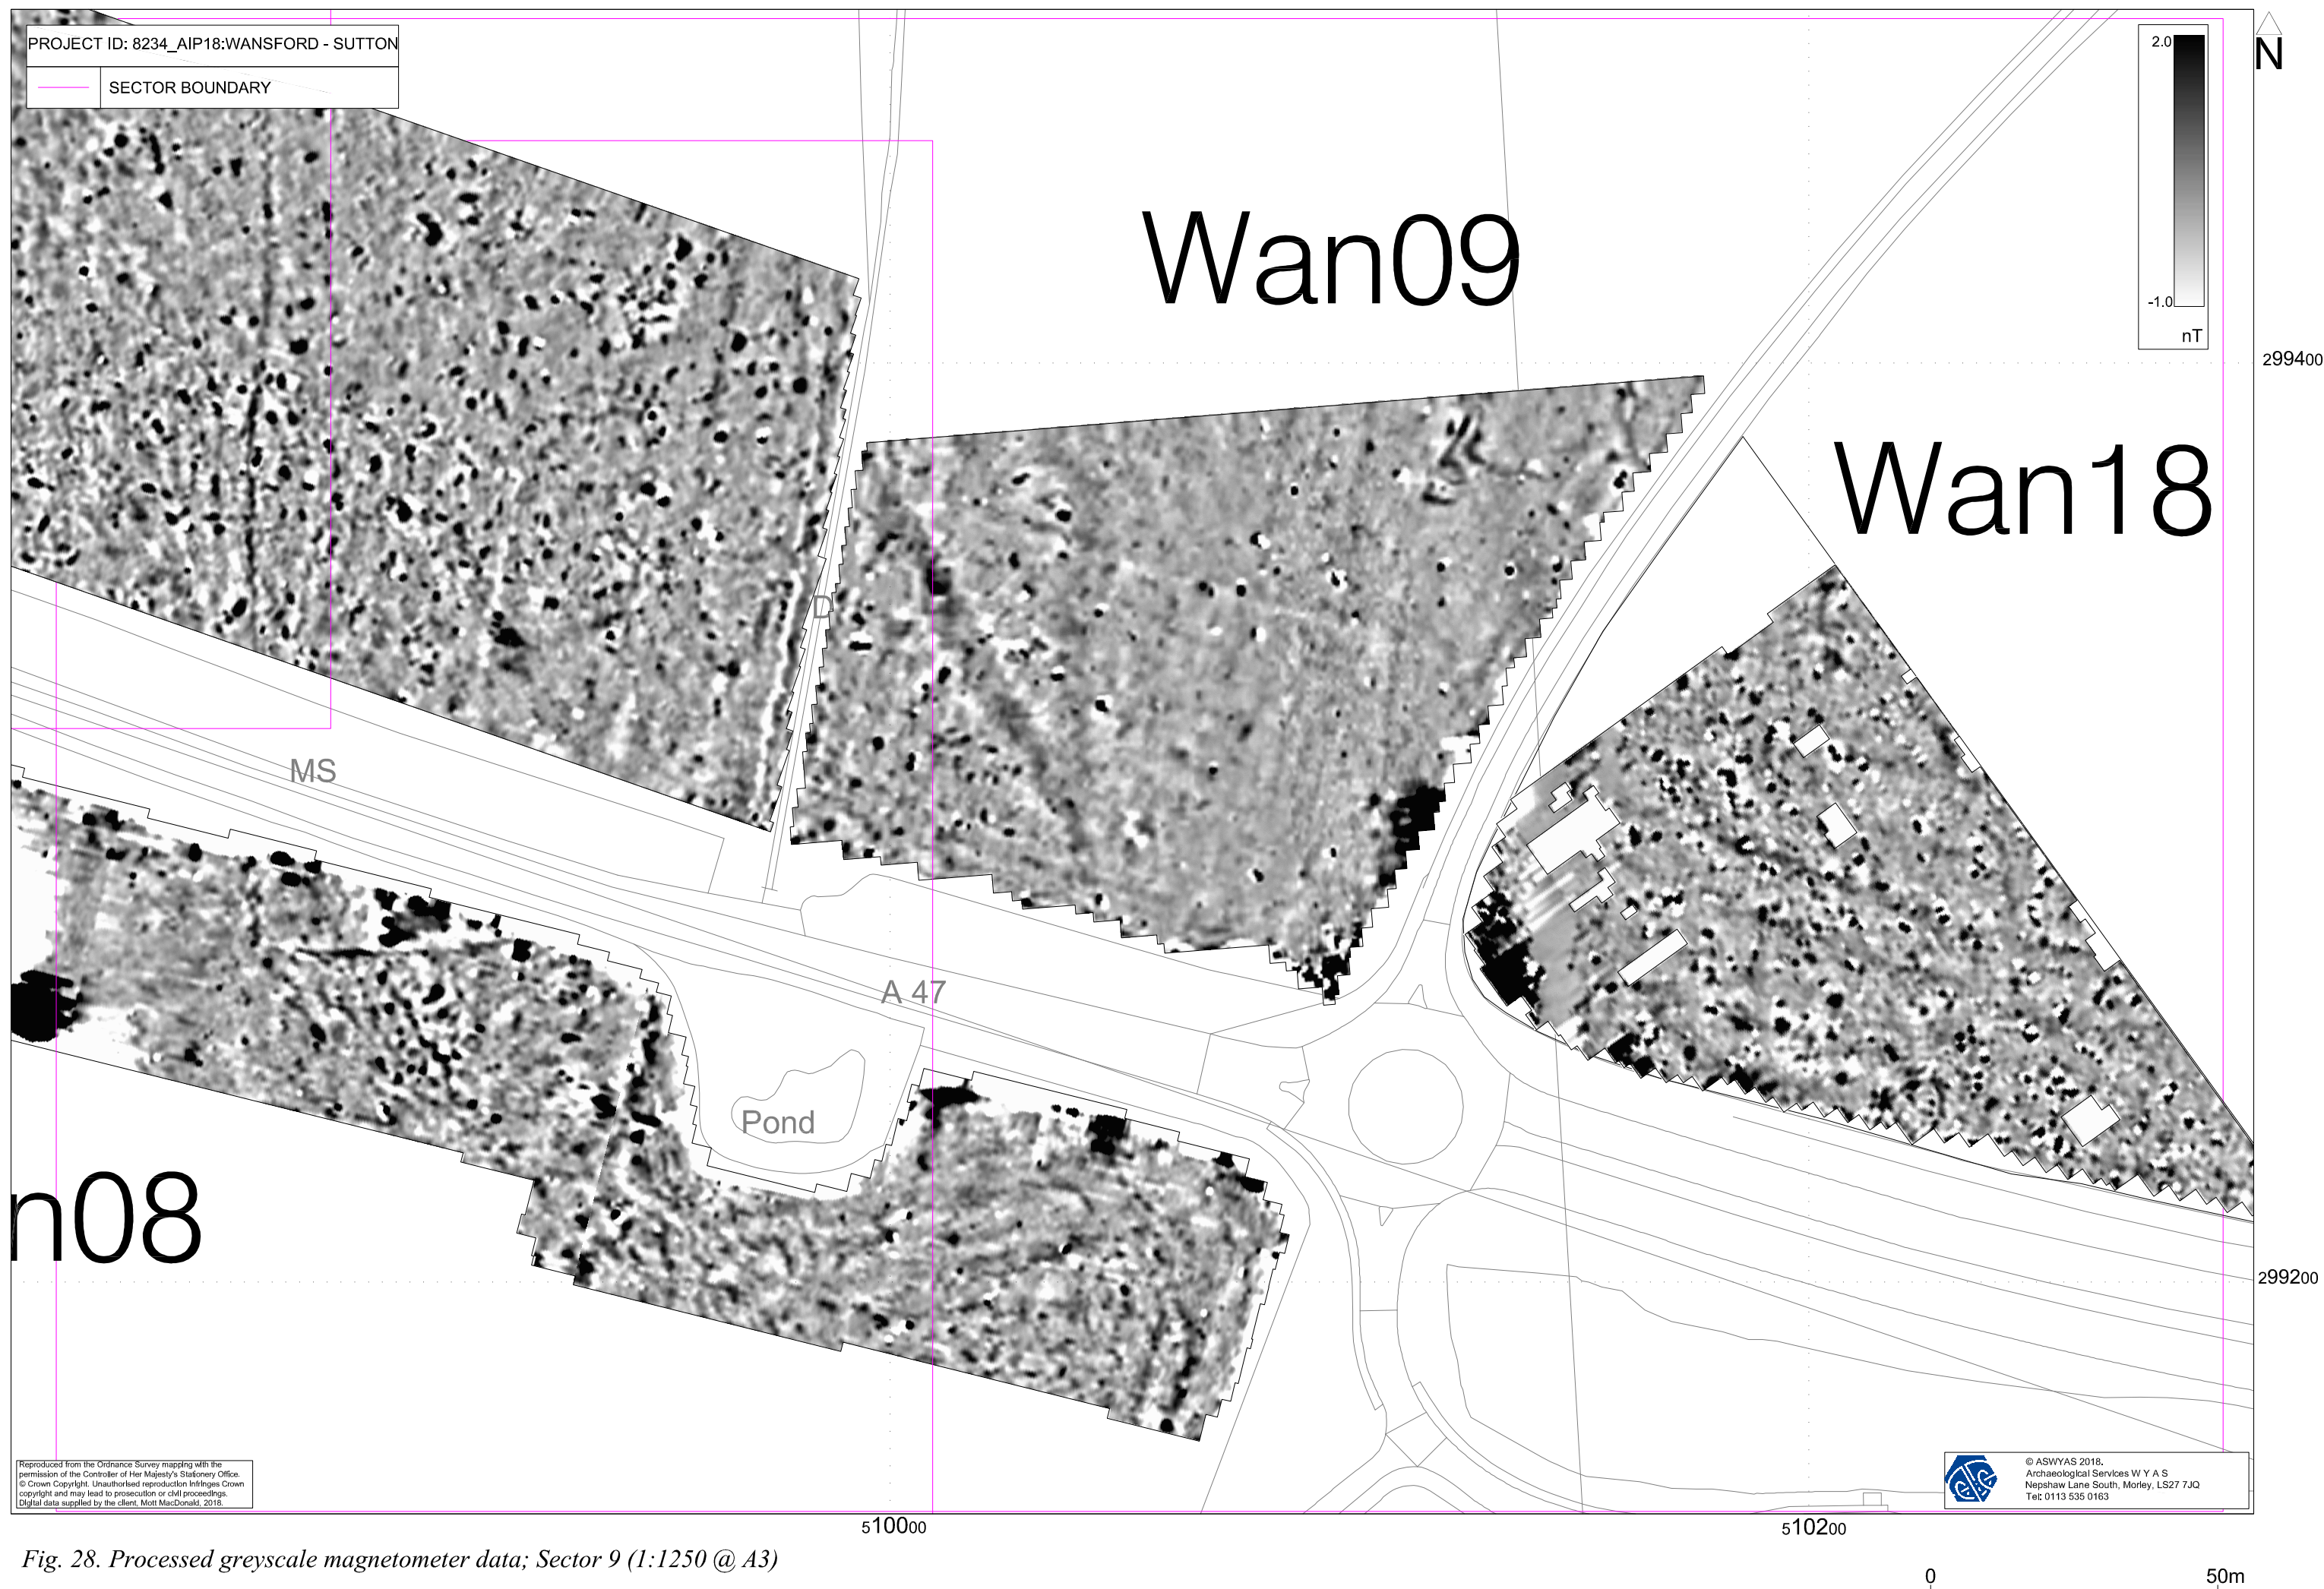 PROJECT ID: 8234_AIP18:WANSFORD - SUTTON
SECTOR BOUNDARY
2.0
-1.0
nT
N
Wan09
Wan18
29940O
D
MS
A 47
Pond
n08
299200
Reproduced from the Ordnance Survey mapping with the
permission of the Controller of Her Majesty's Stationery Office.
© Crown Copyright. Unauthorised reproduction infringes Crown
copyright and may lead to prosecution or civil proceedings.
Digital data supplied by the client, Mott MacDonald, 2018.
© ASWYAS 2018.
Archaeological Services W Y A S
Nepshaw Lane South, Morley, LS27 7JQ
Tel: 0113 535 0163
510000
510200
Fig. 28. Processed greyscale magnetometer data; Sector 9 (1:1250 @ A3)
0 50m